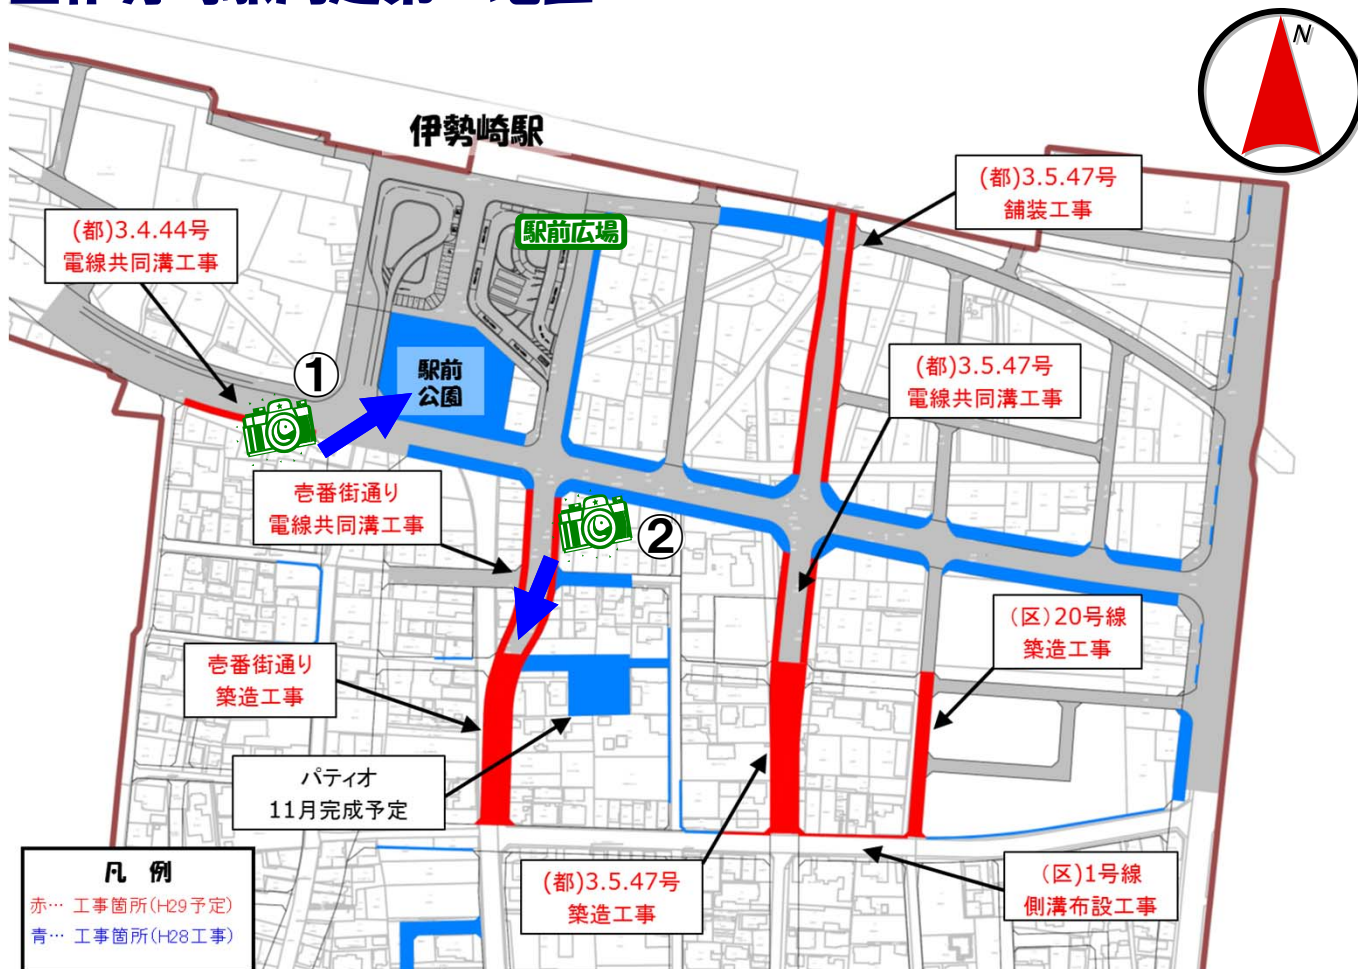 N
伊勢崎駅
(都)3.5.47号
舗装工事
(都)3.4.44号
電線共同溝工事
駅前広場
①
駅前
公園
(都)3.5.47号
電線共同溝工事
壱番街通り
電線共同溝工事
②
(区)20号線
築造工事
壱番街通り
築造工事
パティオ
11月完成予定
(都)3.5.47号
築造工事
(区)1号線
側溝布設工事
凡 例
赤… 工事箇所(H29予定)
青… 工事箇所(H28工事)